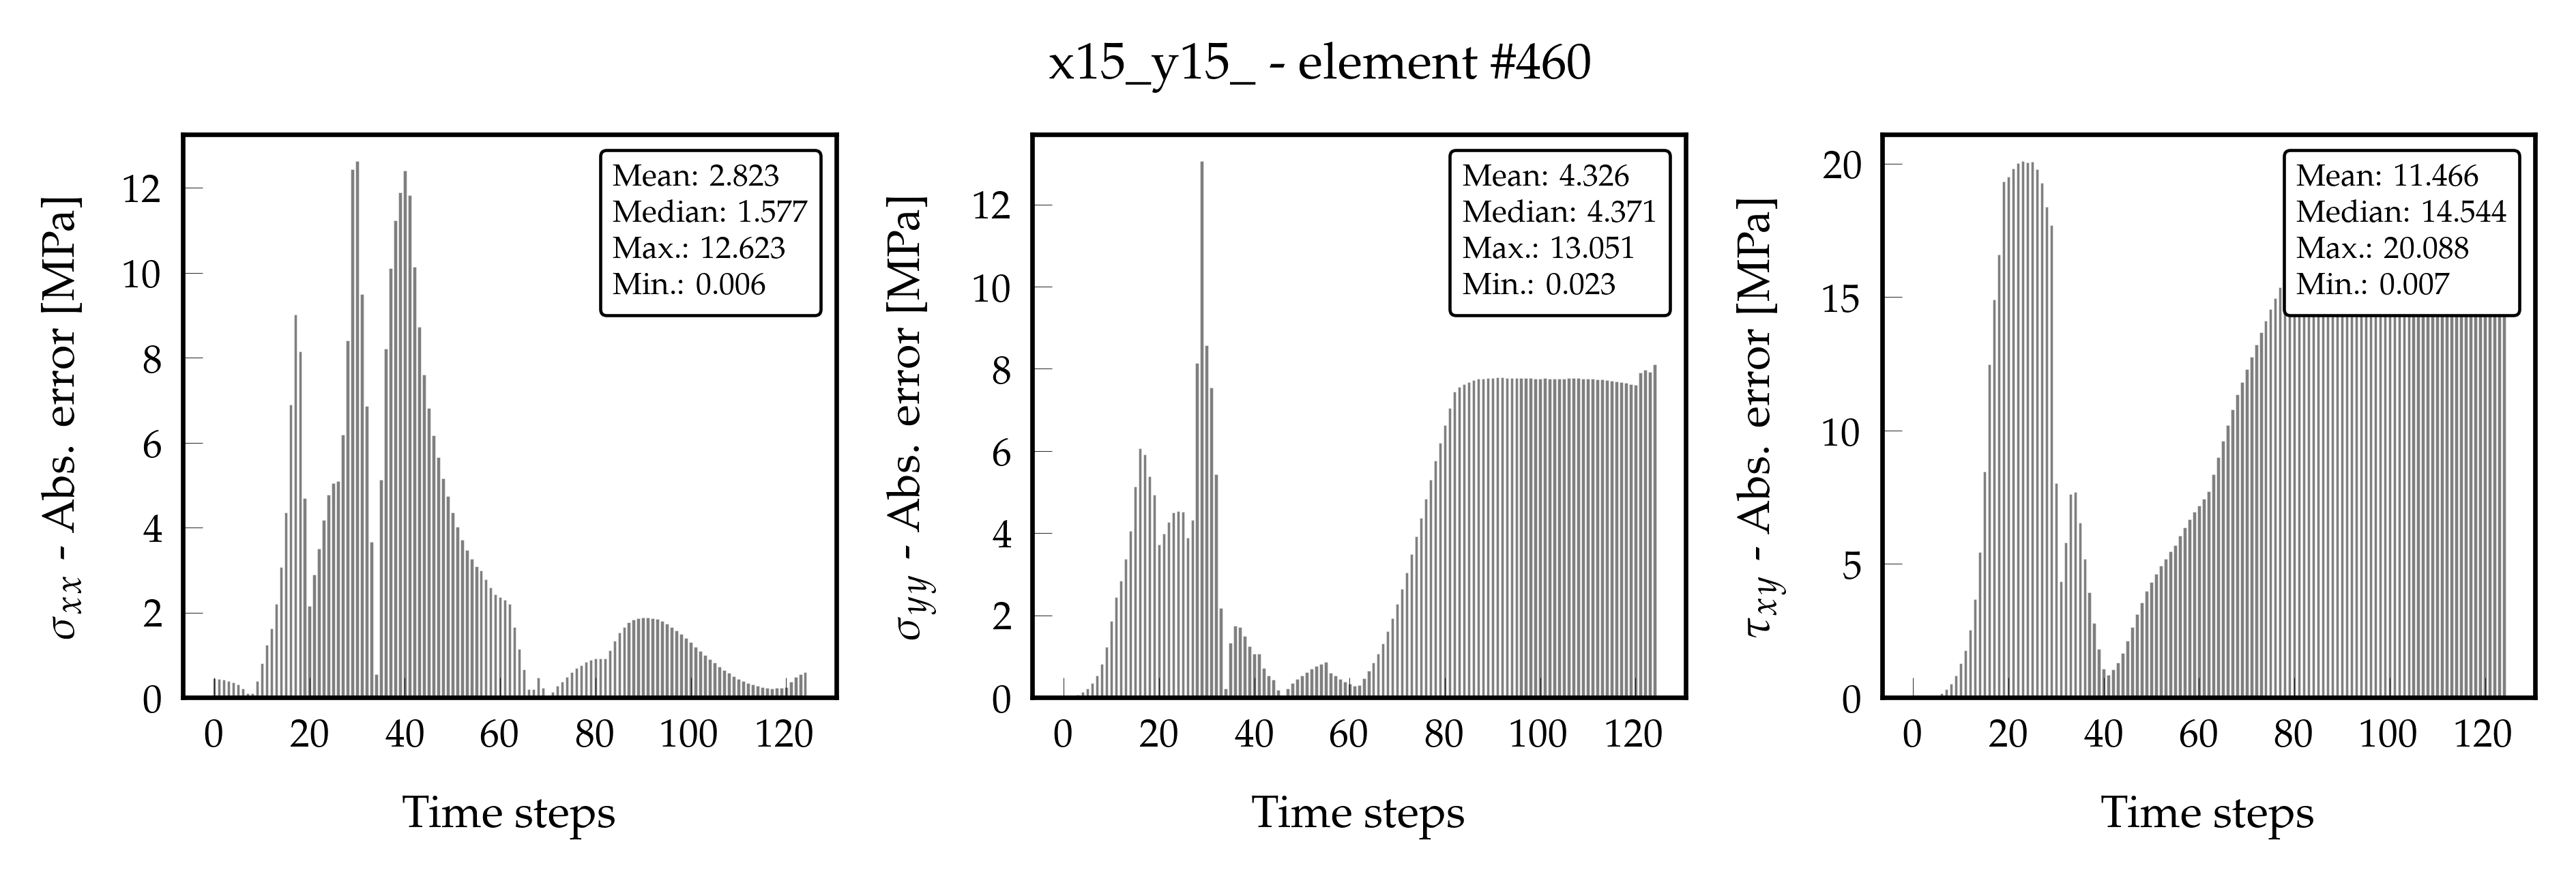 x15_y15_ - element #460
σxx - Abs. error [MPa]
12
10
8
6
4
2
0
Mean: 2.823
Median: 1.577
Max.: 12.623
Min.: 0.006
0 20 40 60 80 100 120
Time steps
σyy - Abs. error [MPa]
12
10
8
6
4
2
0
Mean: 4.326
Median: 4.371
Max.: 13.051
Min.: 0.023
0 20 40 60 80 100 120
Time steps
τxy - Abs. error [MPa]
20
15
10
5
0
Mean: 11.466
Median: 14.544
Max.: 20.088
Min.: 0.007
0 20 40 60 80 100 120
Time steps